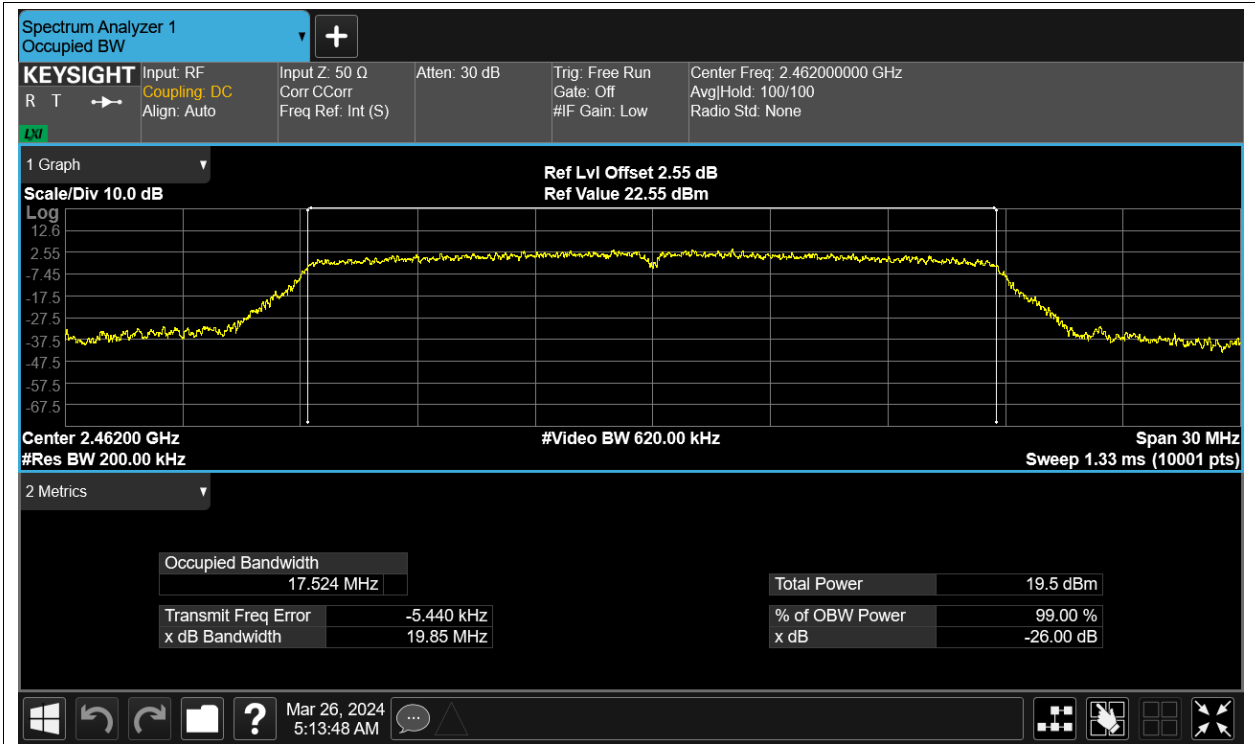 Spectrum Analyzer 1
Occupied BW
KEYSIGHT
R T
LXI
Input: RF
Coupling: DC
Align: Auto
Input Z: 50 Ω
Corr CCorr
Freq Ref: Int (S)
Atten: 30 dB
Trig: Free Run
Gate: Off
#IF Gain: Low
Center Freq: 2.462000000 GHz
Avg|Hold: 100/100
Radio Std: None
1 Graph
Scale/Div 10.0 dB
Ref Lvl Offset 2.55 dB
Ref Value 22.55 dBm
Log
12.6
2.55
-7.45
-17.5
-27.5
-37.5
-47.5
-57.5
-67.5
Center 2.46200 GHz
#Res BW 200.00 kHz
#Video BW 620.00 kHz
Span 30 MHz
Sweep 1.33 ms (10001 pts)
2 Metrics
Occupied Bandwidth
17.524 MHz
Transmit Freq Error -5.440 kHz
x dB Bandwidth 19.85 MHz
Total Power 19.5 dBm
% of OBW Power 99.00 %
x dB -26.00 dB
?
Mar 26, 2024
5:13:48 AM